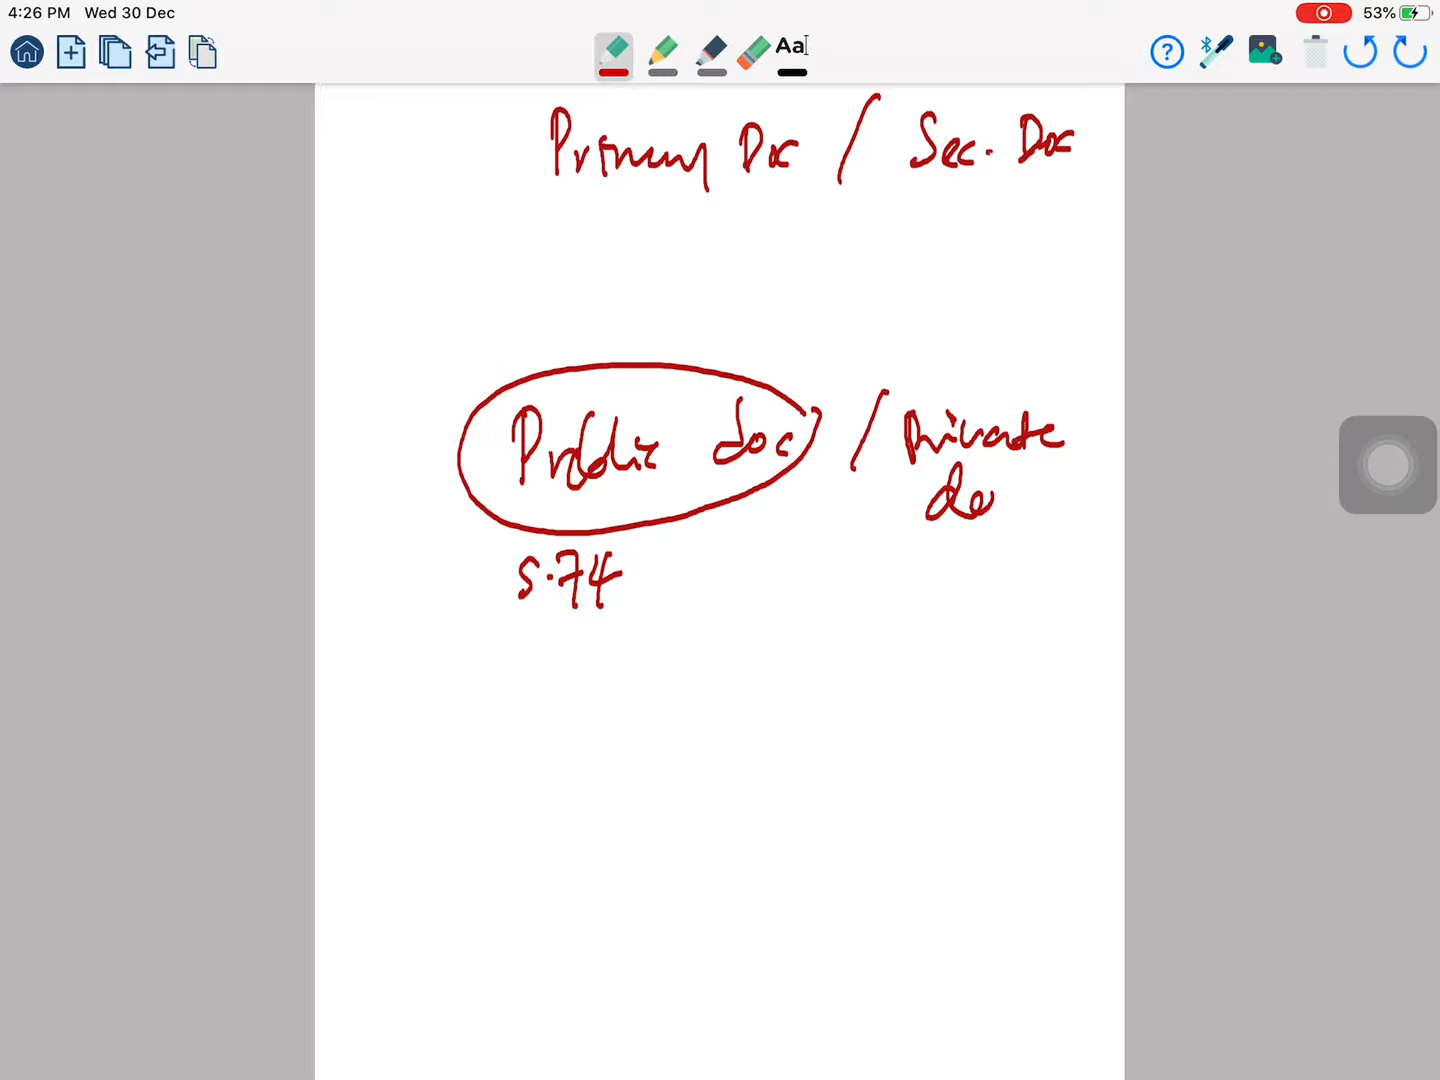 4:26 PM Wed 30 Dec 53%
Aa
Primary Doc / Sec. Doc
Public doc / Private
doc
S.74